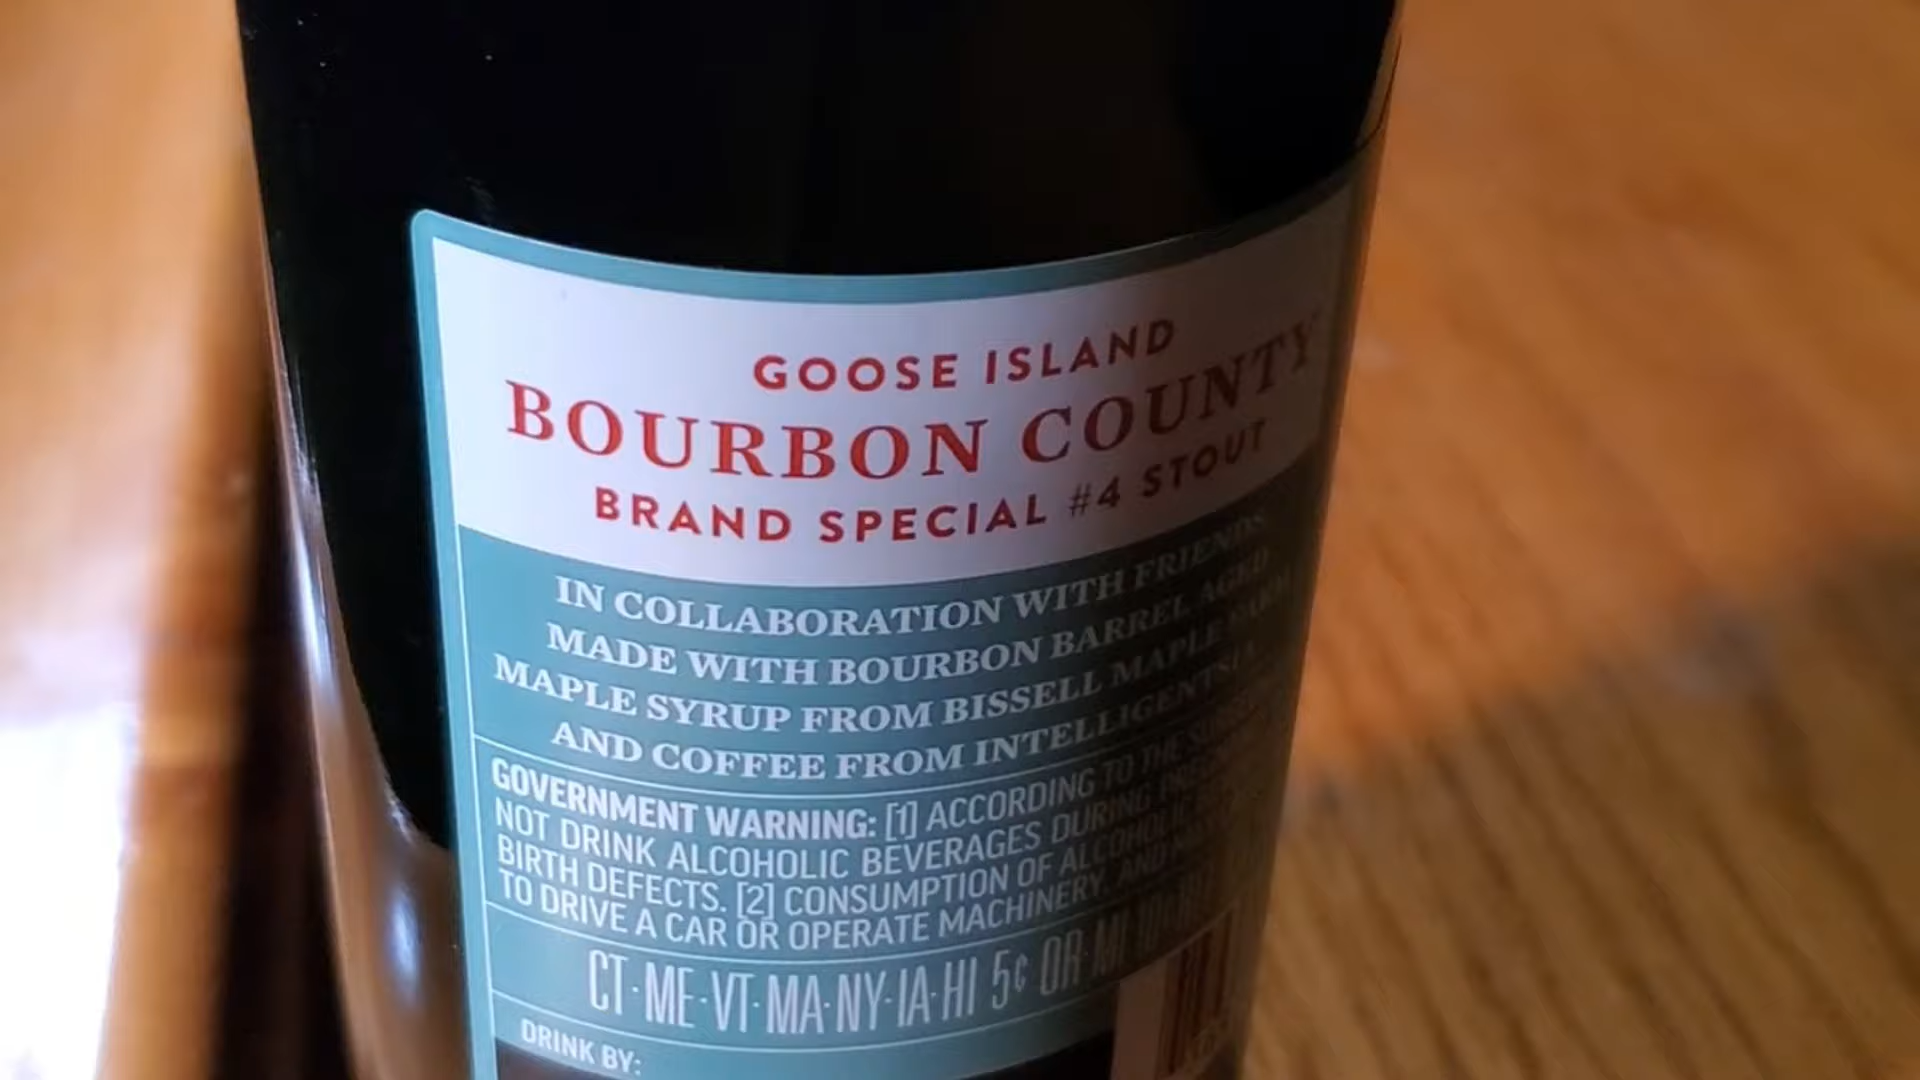 GOOSE ISLAND
BOURBON COUNTY
BRAND SPECIAL #4 STOUT
IN COLLABORATION WITH FRIENDS
MADE WITH BOURBON BARREL AGED
MAPLE SYRUP FROM BISSELL MAPLE FARM
AND COFFEE FROM INTELLIGENTSIA
GOVERNMENT WARNING: [1] ACCORDING TO THE SURGEON
NOT DRINK ALCOHOLIC BEVERAGES DURING
BIRTH DEFECTS. [2] CONSUMPTION OF ALCOHOLIC
TO DRIVE A CAR OR OPERATE MACHINERY, AND
CT·ME·VT·MA·NY·IA·HI 5¢ OR·MI
DRINK BY: